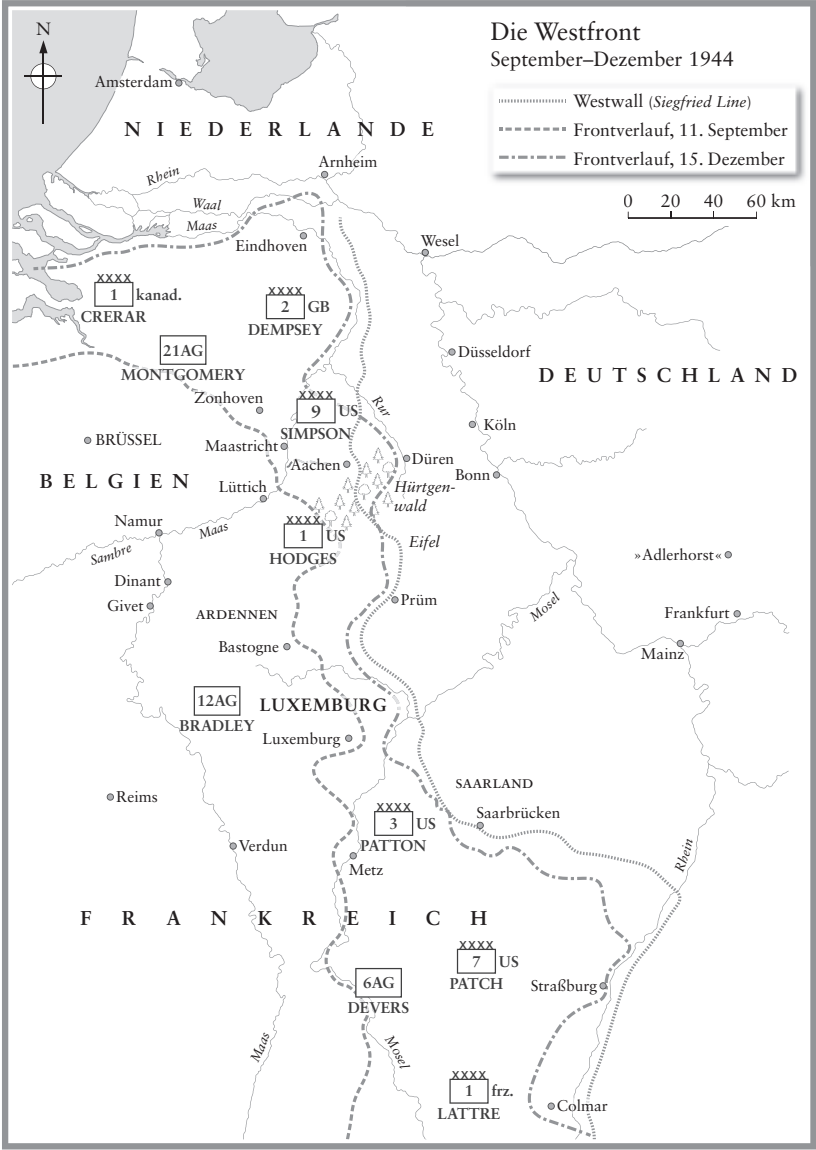 Die Westfront
September–Dezember 1944
Westwall (Siegfried Line)
Frontverlauf, 11. September
Frontverlauf, 15. Dezember
0 20 40 60 km
N
Amsterdam
NIEDERLANDE
Arnheim
Rhein
Waal
Maas
Eindhoven
Wesel
XXXX
1 kanad.
CRERAR
XXXX
2 GB
DEMPSEY
21AG
MONTGOMERY
Düsseldorf
DEUTSCHLAND
Zonhoven
XXXX
9 US
SIMPSON
Rur
Köln
BRÜSSEL
Maastricht
Aachen
Düren
Bonn
BELGIEN
Lüttich
Hürtgen-
wald
Namur
Maas
Sambre
XXXX
1 US
HODGES
Eifel
»Adlerhorst«
Dinant
Givet
Prüm
Mosel
ARDENNEN
Frankfurt
Bastogne
Mainz
12AG
BRADLEY
LUXEMBURG
Luxemburg
SAARLAND
Reims
XXXX
3 US
PATTON
Saarbrücken
Verdun
Metz
Rhein
FRANKREICH
XXXX
7 US
PATCH
6AG
DEVERS
Straßburg
Maas
Mosel
XXXX
1 frz.
LATTRE
Colmar